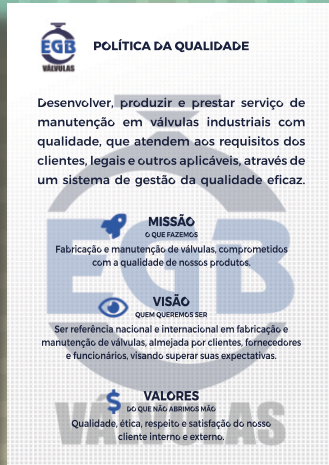 EGB
VÁLVULAS
POLÍTICA DA QUALIDADE
Desenvolver, produzir e prestar serviço de
manutenção em válvulas industriais com
qualidade, que atendem aos requisitos dos
clientes, legais e outros aplicáveis, através de
um sistema de gestão da qualidade eficaz.
MISSÃO
O QUE FAZEMOS
Fabricação e manutenção de válvulas, comprometidos
com a qualidade de nossos produtos.
VISÃO
QUEM QUEREMOS SER
Ser referência nacional e internacional em fabricação e
manutenção de válvulas, almejada por clientes, fornecedores
e funcionários, visando superar suas expectativas.
VALORES
DO QUE NÃO ABRIMOS MÃO
Qualidade, ética, respeito e satisfação do nosso
cliente interno e externo.
EGB
VÁLVULAS